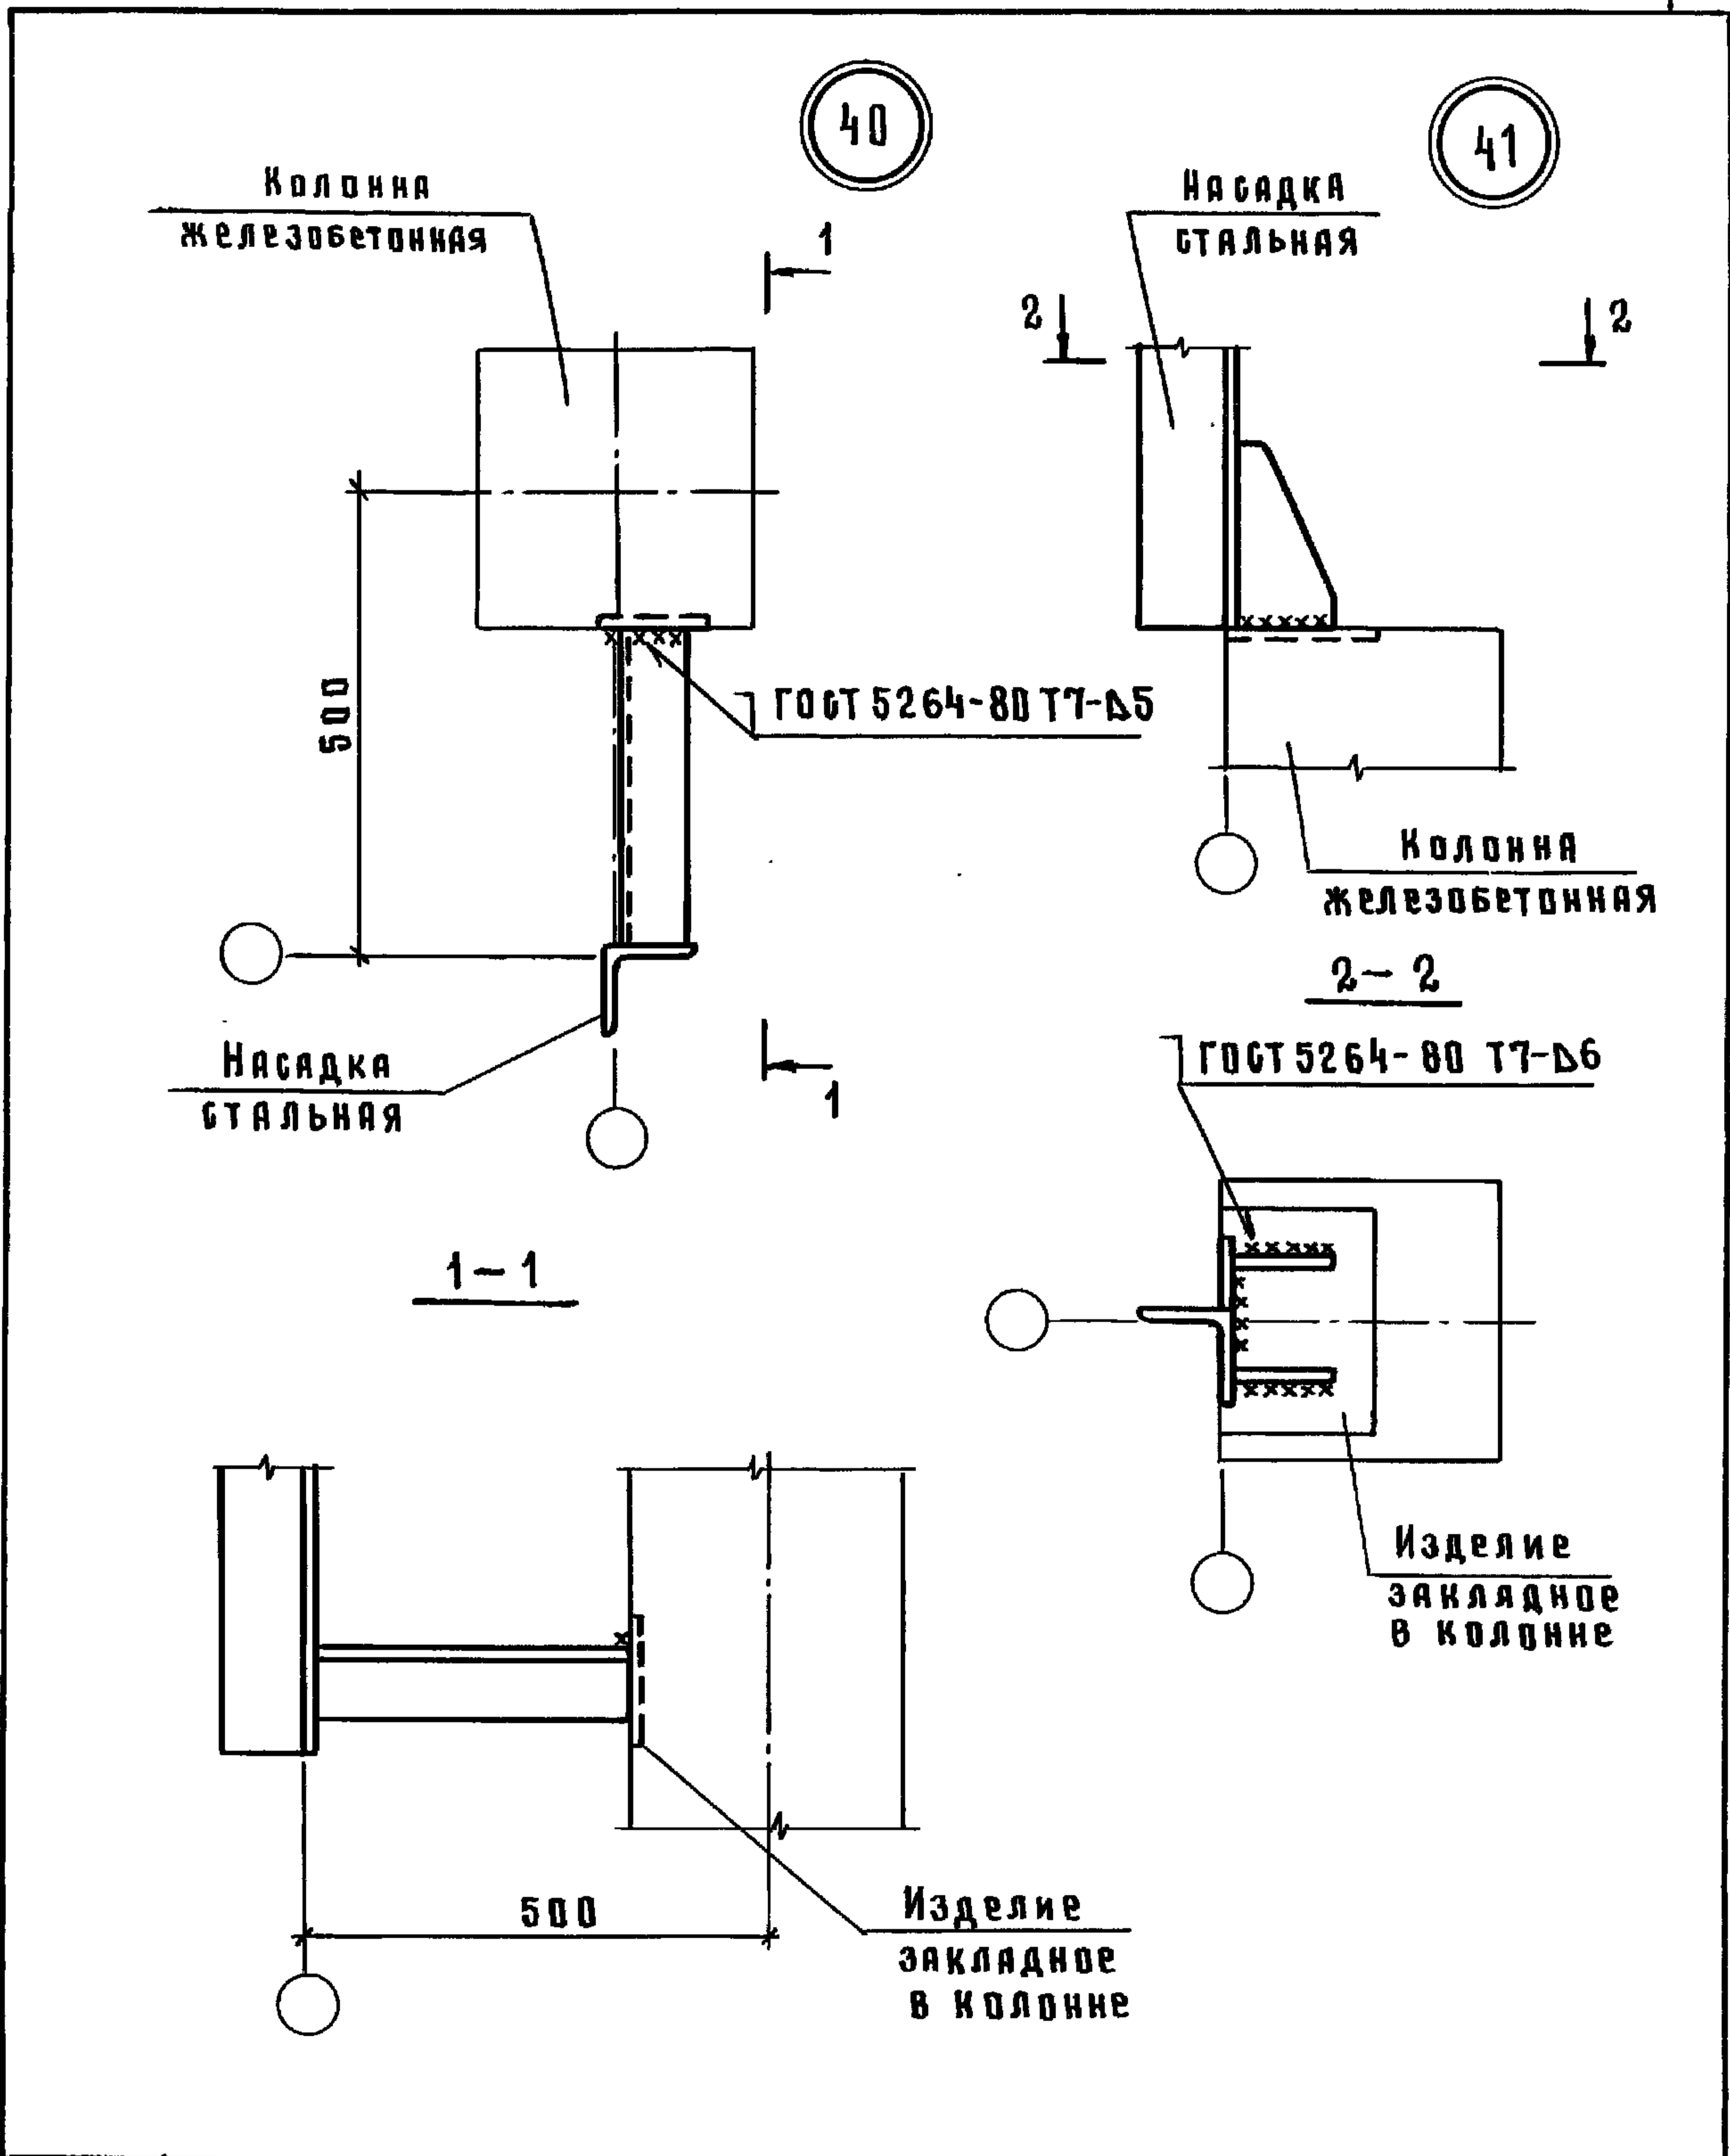 40
41
Колонна
железобетонная
Насадка
стальная
1
2
2
500
ГОСТ 5264-80 Т7-⊿5
Колонна
железобетонная
2-2
Насадка
стальная
1
ГОСТ 5264-80 Т7-⊿6
1-1
Изделие
закладное
в колонне
500
Изделие
закладное
в колонне